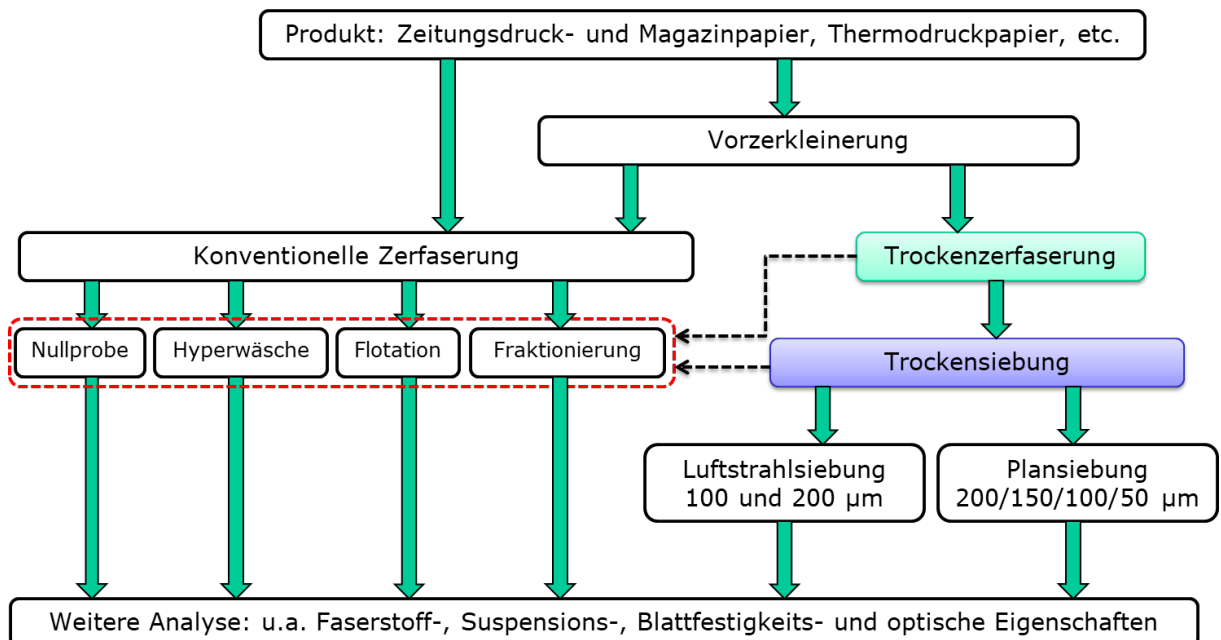 Produkt: Zeitungsdruck- und Magazinpapier, Thermodruckpapier, etc.
Vorzerkleinerung
Konventionelle Zerfaserung
Trockenzerfaserung
Nullprobe
Hyperwäsche
Flotation
Fraktionierung
Trockensiebung
Luftstrahlsiebung
100 und 200 µm
Plansiebung
200/150/100/50 µm
Weitere Analyse: u.a. Faserstoff-, Suspensions-, Blattfestigkeits- und optische Eigenschaften